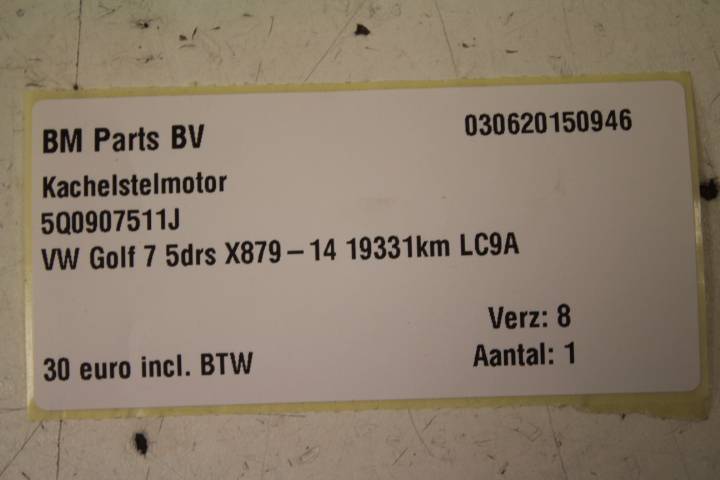 BM Parts BV 030620150946
Kachelstelmotor
5Q0907511J
VW Golf 7 5drs X879-14 19331km LC9A
Verz: 8
30 euro incl. BTW Aantal: 1